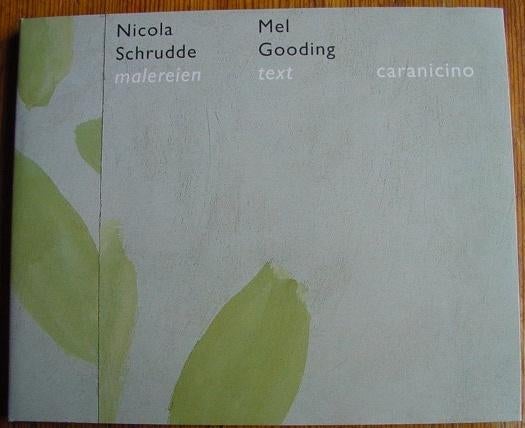 Nicola
Schrudde
malereien
Mel
Gooding
text
caranicino